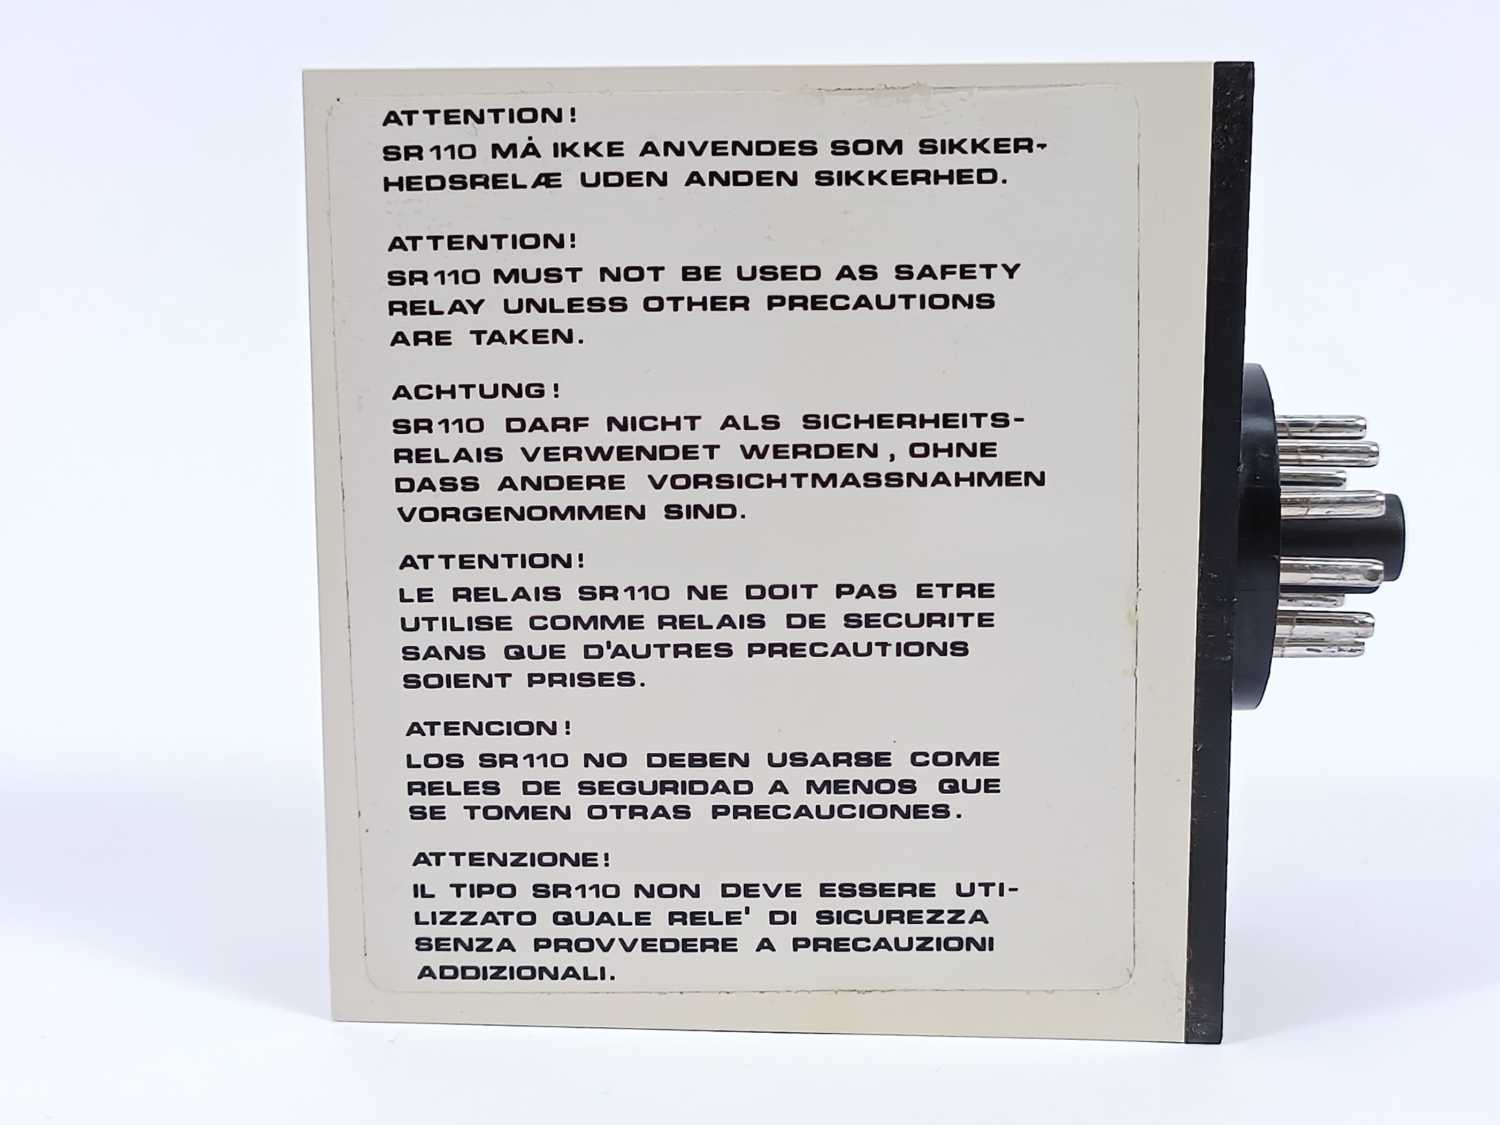 ATTENTION!
SR110 MÅ IKKE ANVENDES SOM SIKKER-
HEDSRELÆ UDEN ANDEN SIKKERHED.
ATTENTION!
SR110 MUST NOT BE USED AS SAFETY
RELAY UNLESS OTHER PRECAUTIONS
ARE TAKEN.
ACHTUNG!
SR110 DARF NICHT ALS SICHERHEITS-
RELAIS VERWENDET WERDEN, OHNE
DASS ANDERE VORSICHTMASSNAHMEN
VORGENOMMEN SIND.
ATTENTION!
LE RELAIS SR110 NE DOIT PAS ETRE
UTILISE COMME RELAIS DE SECURITE
SANS QUE D'AUTRES PRECAUTIONS
SOIENT PRISES.
ATENCION!
LOS SR110 NO DEBEN USARSE COME
RELES DE SEGURIDAD A MENOS QUE
SE TOMEN OTRAS PRECAUCIONES.
ATTENZIONE!
IL TIPO SR110 NON DEVE ESSERE UTI-
LIZZATO QUALE RELE' DI SICUREZZA
SENZA PROVVEDERE A PRECAUZIONI
ADDIZIONALI.